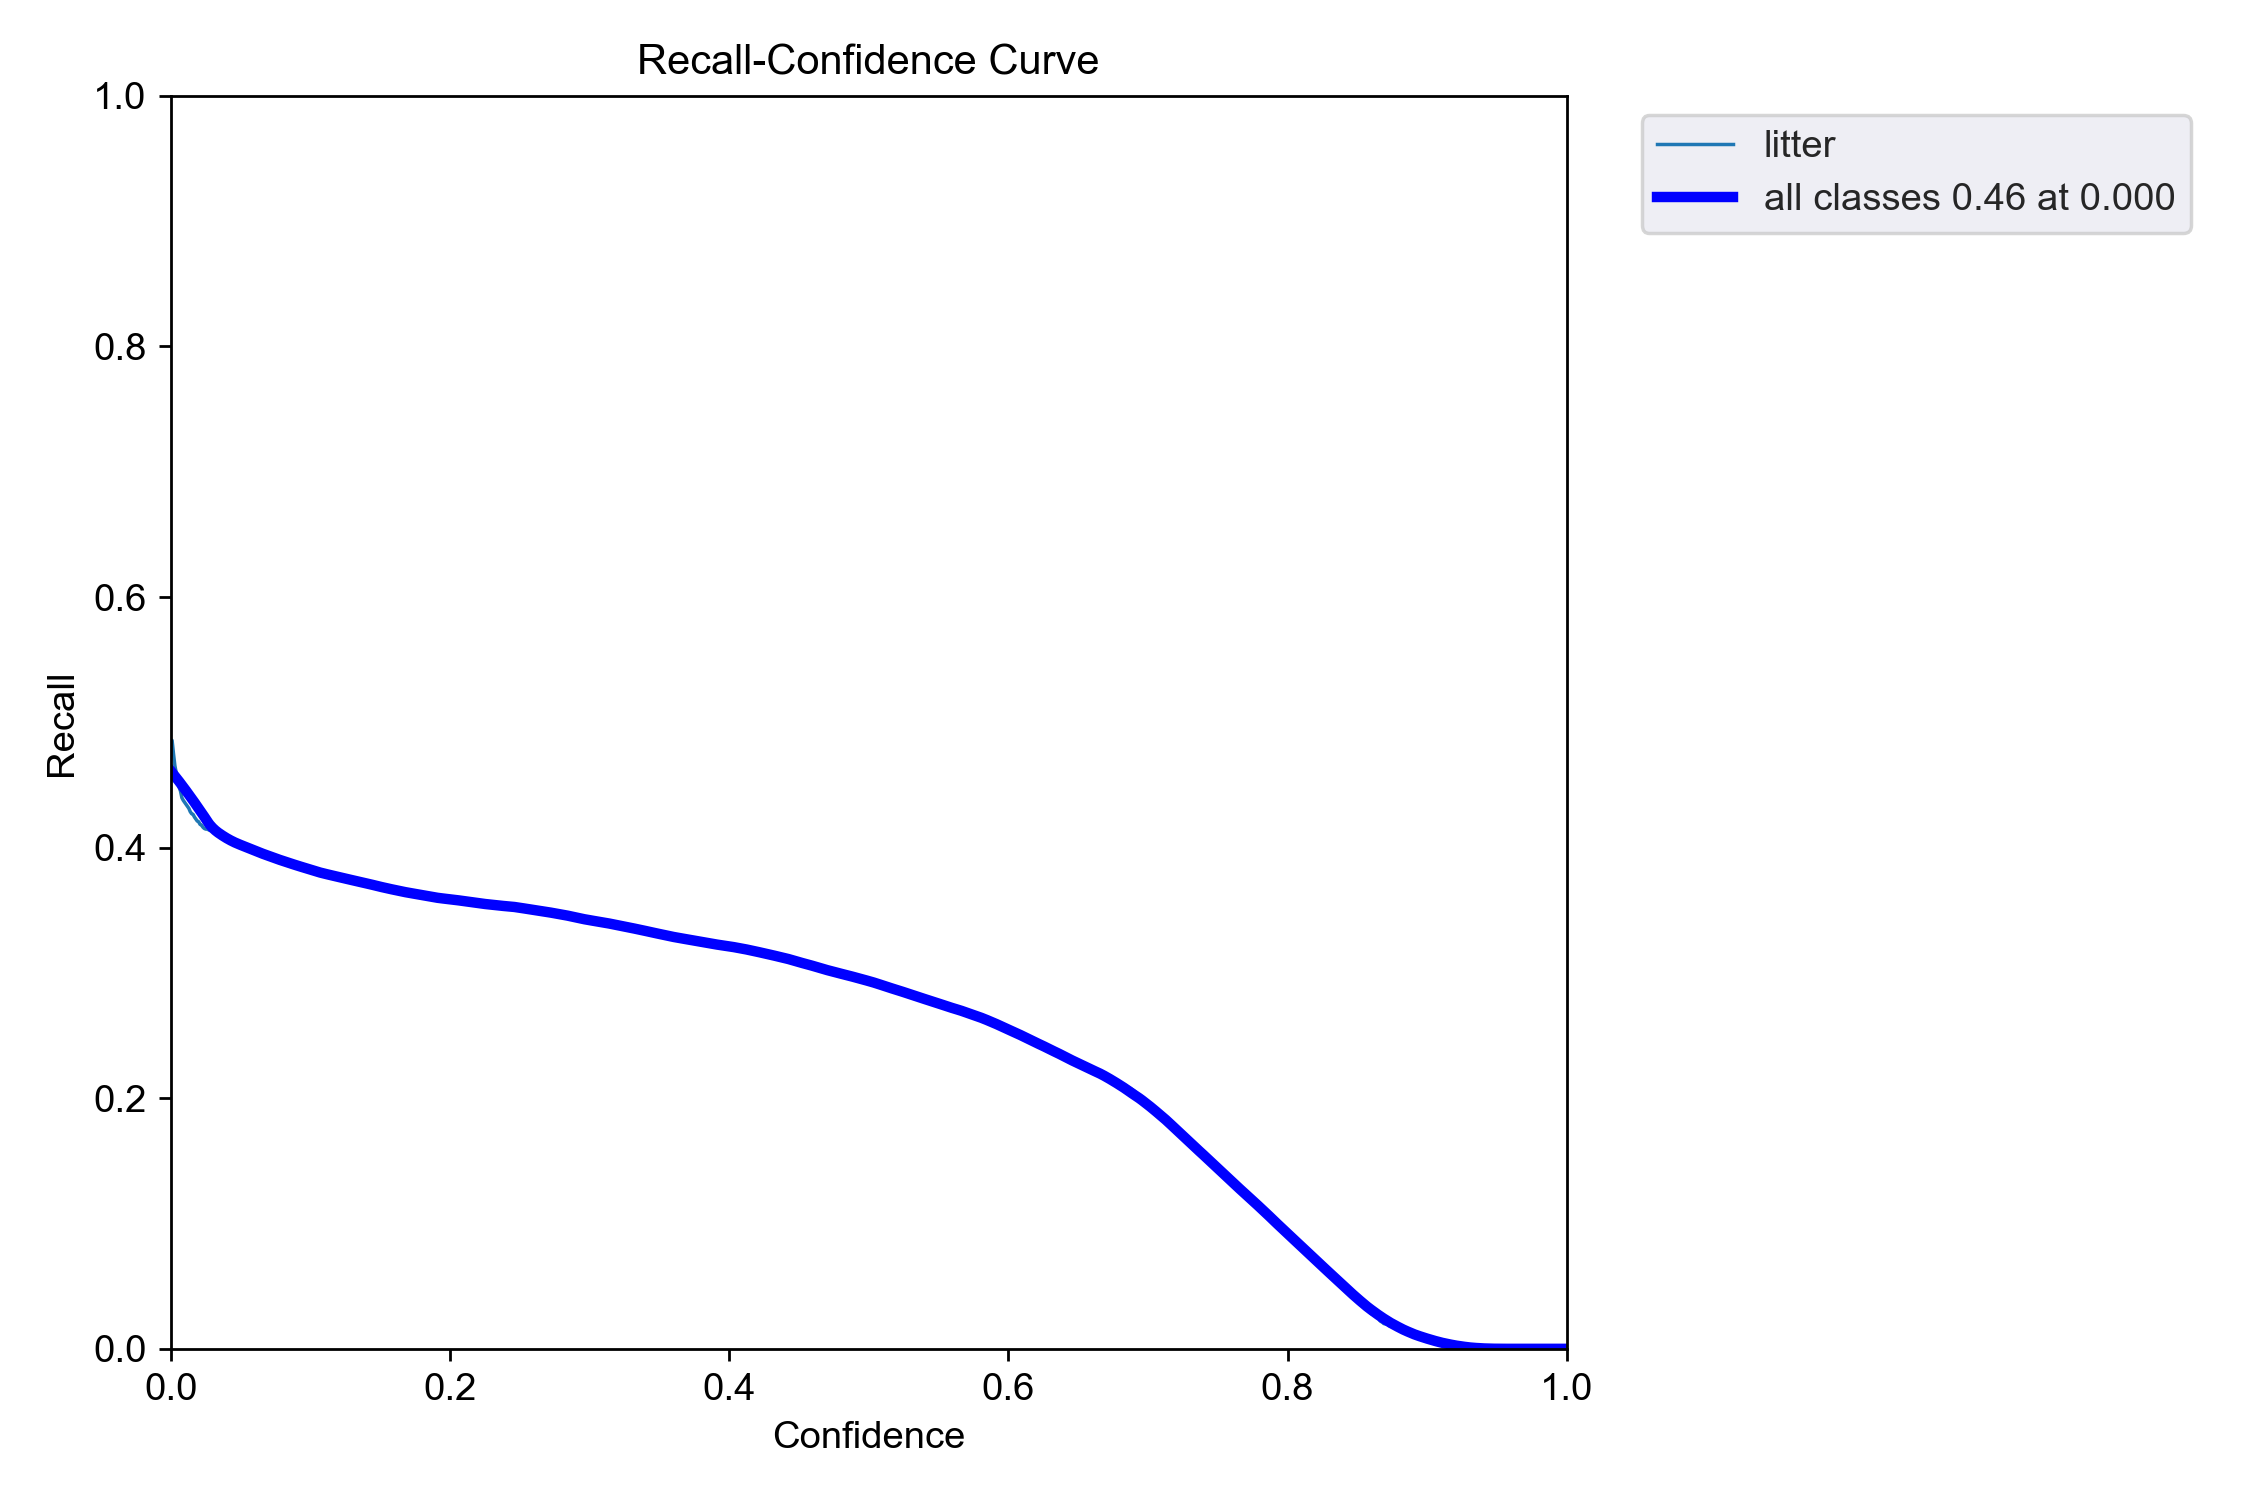 Recall-Confidence Curve
1.0
0.8
0.6
0.4
0.2
0.0
Recall
0.0 0.2 0.4 0.6 0.8 1.0
Confidence
litter
all classes 0.46 at 0.000